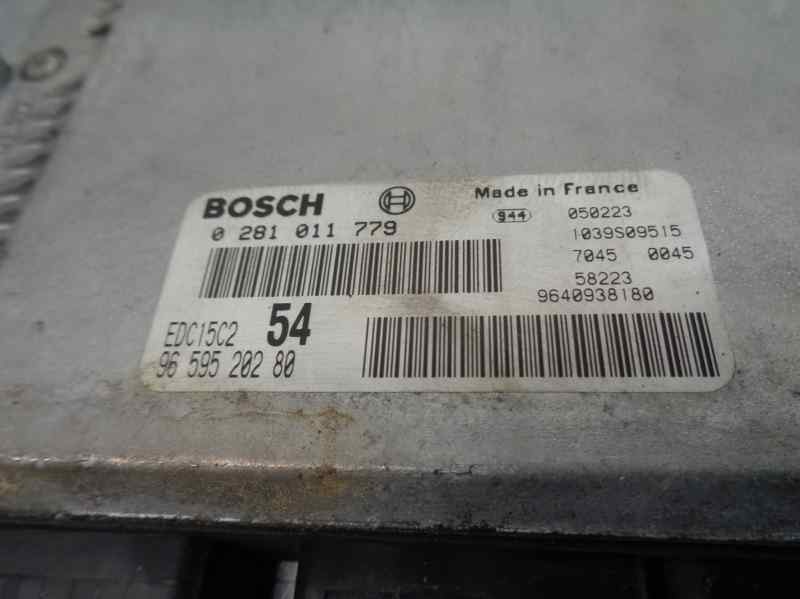 BOSCH
0 281 011 779
EDC15C2 54
96 595 202 80
Made in France
944 050223
1039S09515
7045 0045
58223
9640938180